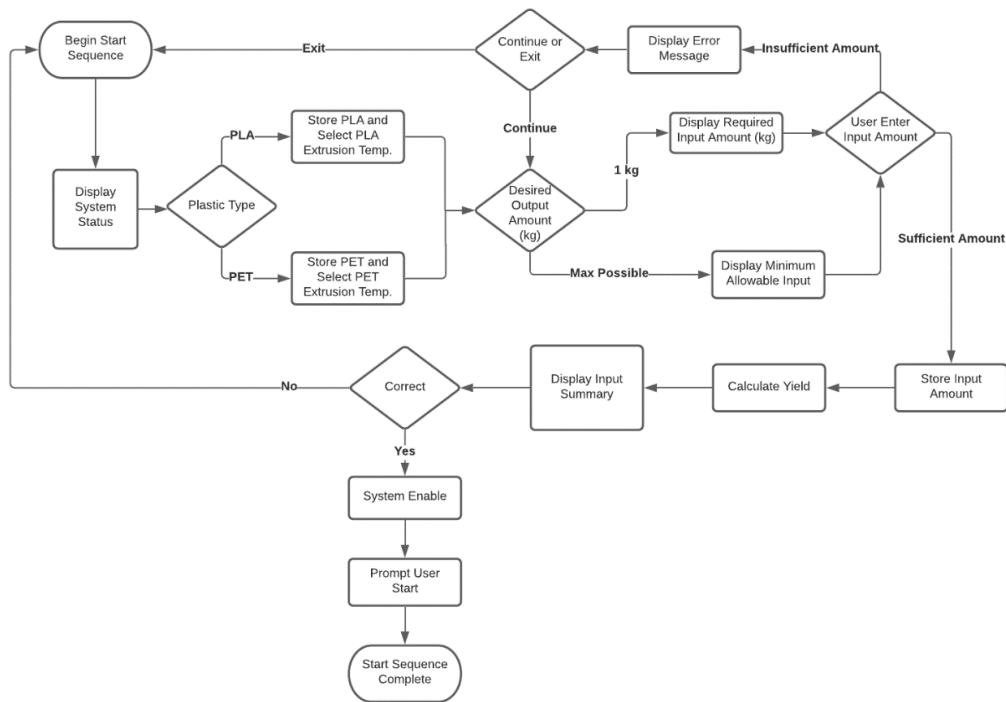 Begin Start
Sequence
Exit
Continue or
Exit
Display Error
Message
Insufficient Amount
PLA
Store PLA and
Select PLA
Extrusion Temp.
Continue
Display Required
Input Amount (kg)
User Enter
Input Amount
1 kg
Display
System
Status
Plastic Type
Desired
Output
Amount
(kg)
Sufficient Amount
PET
Store PET and
Select PET
Extrusion Temp.
Max Possible
Display Minimum
Allowable Input
No
Correct
Display Input
Summary
Calculate Yield
Store Input
Amount
Yes
System Enable
Prompt User
Start
Start Sequence
Complete